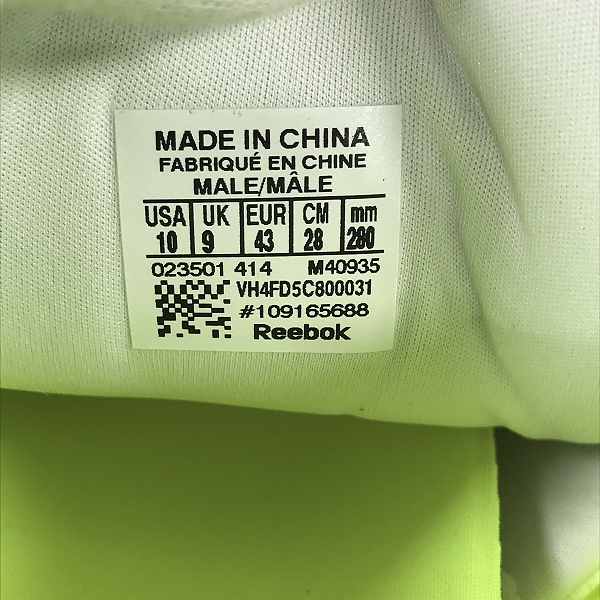 MADE IN CHINA
FABRIQUÉ EN CHINE
MALE/MÂLE
USA UK EUR CM mm
10 9 43 28 280
023501 414 M40935
VH4FD5C800031
#109165688
Reebok